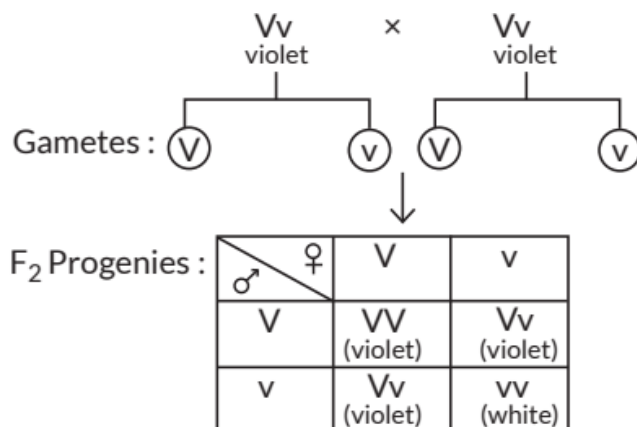 Vv × Vv
violet violet
Gametes : V v V v
F₂ Progenies : ♂ ♀ V v
V VV Vv
(violet) (violet)
v Vv vv
(violet) (white)